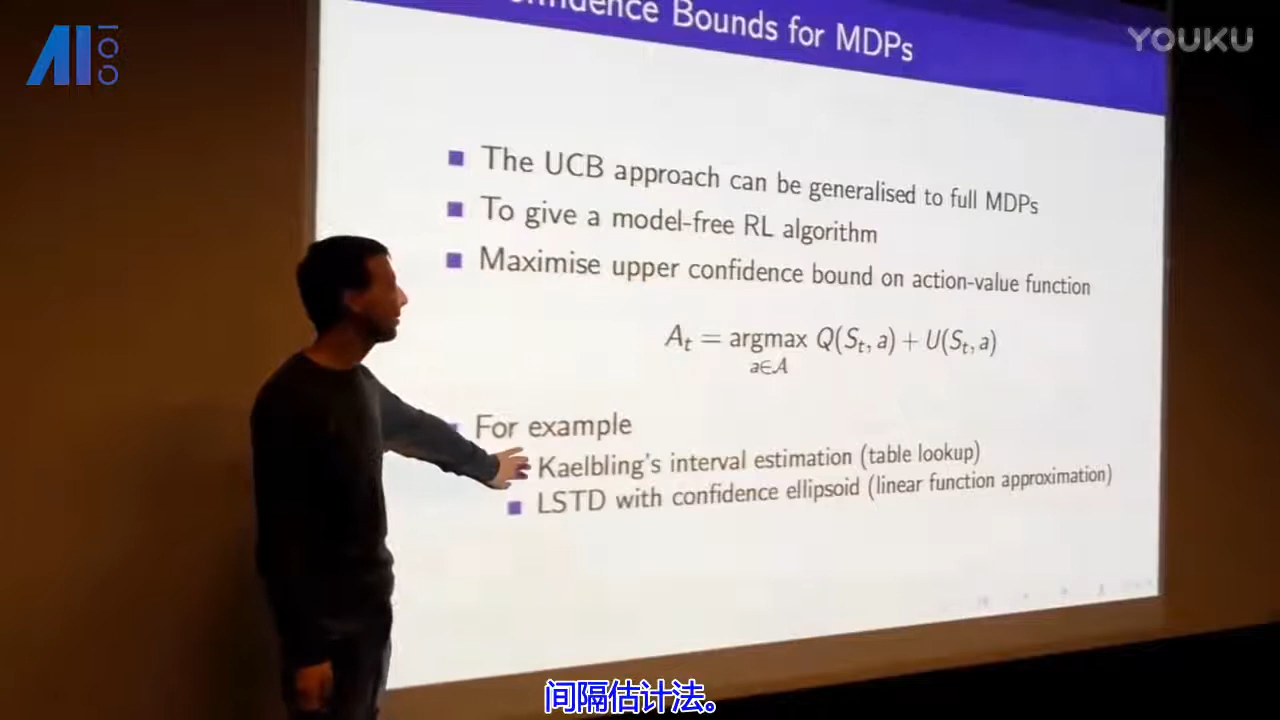 AI
100
YOUKU
Confidence Bounds for MDPs
The UCB approach can be generalised to full MDPs
To give a model-free RL algorithm
Maximise upper confidence bound on action-value function
A_t = argmax Q(S_t, a) + U(S_t, a)
a∈𝒜
For example
Kaelbling's interval estimation (table lookup)
LSTD with confidence ellipsoid (linear function approximation)
间隔估计法。